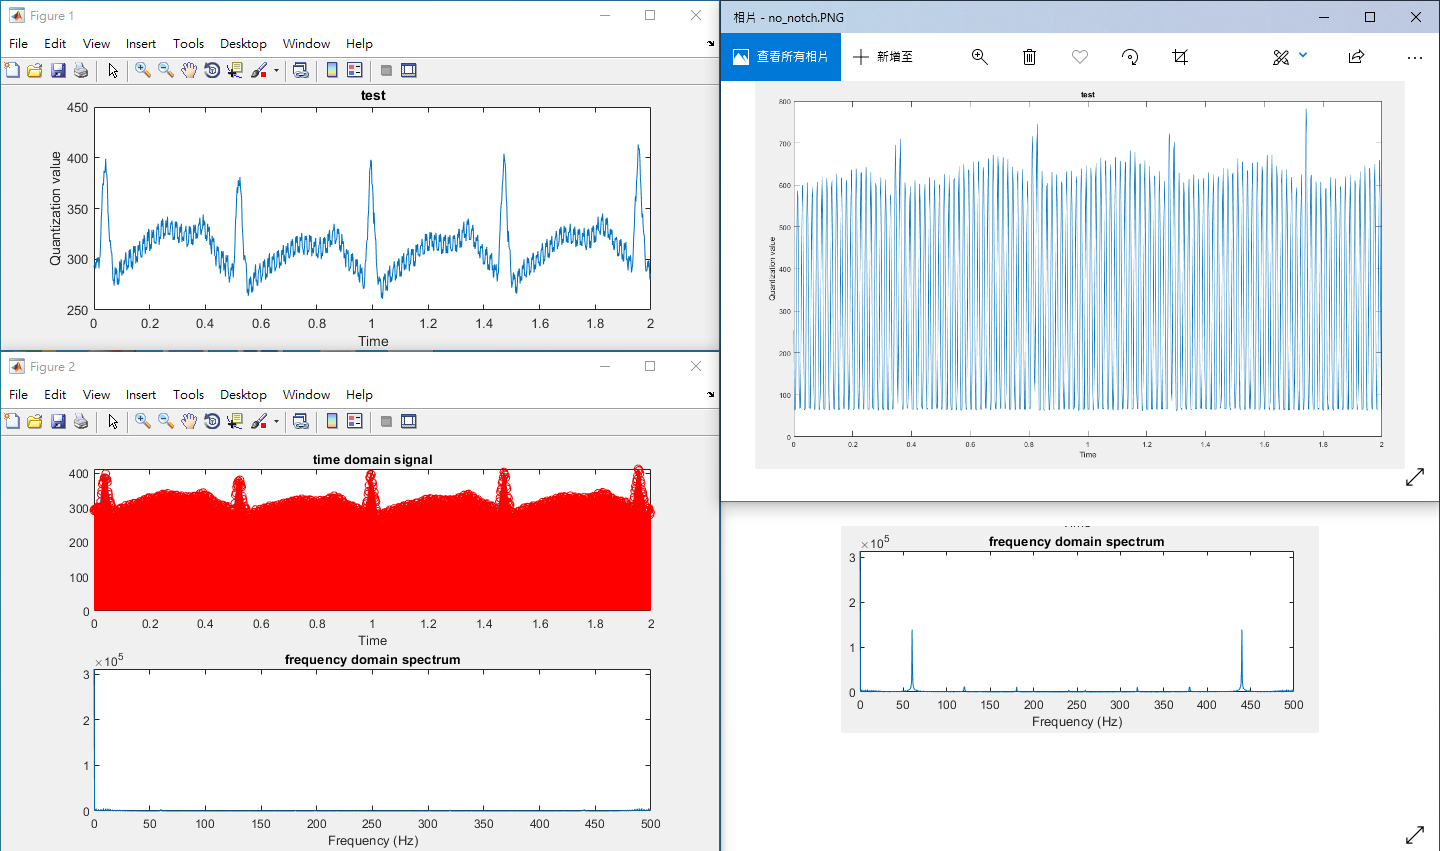 Figure 1
File Edit View Insert Tools Desktop Window Help
test
450
400
350
300
250
Quantization value
0 0.2 0.4 0.6 0.8 1 1.2 1.4 1.6 1.8 2
Time
Figure 2
File Edit View Insert Tools Desktop Window Help
time domain signal
400
300
200
100
0
0 0.2 0.4 0.6 0.8 1 1.2 1.4 1.6 1.8 2
Time
frequency domain spectrum
×10^5
3
2
1
0
0 50 100 150 200 250 300 350 400 450 500
Frequency (Hz)
相片 - no_notch.PNG
查看所有相片 新增至
test
800
700
600
500
400
300
200
100
0
Quantization value
0 0.2 0.4 0.6 0.8 1 1.2 1.4 1.6 1.8 2
Time
frequency domain spectrum
×10^5
3
2
1
0
0 50 100 150 200 250 300 350 400 450 500
Frequency (Hz)